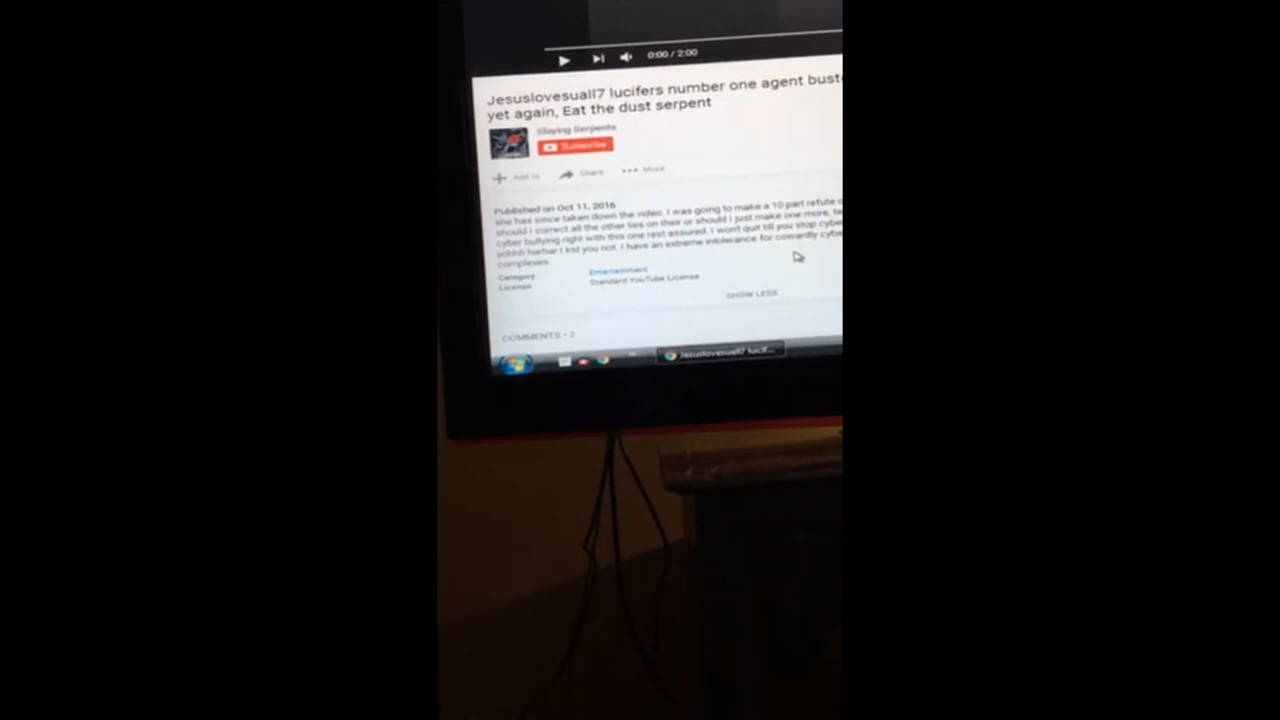 0:00 / 2:00
Jesuslovesuall7 lucifers number one agent bust
yet again, Eat the dust serpent
Slaying Serpents
Subscribe
Add to Share More
Published on Oct 11, 2016
she has since taken down the video. I was going to make a 10 part refute
should I correct all the other lies on their or should I just make one more,
cyber bullying right with this one rest assured. I won't quit till you stop cybe
yohhh harhar I kid you not. I have an extreme intolerance for cowardly cybe
complexes
Category Entertainment
License Standard YouTube License
SHOW LESS
COMMENTS • 2
Jesuslovesuall7 lucif...